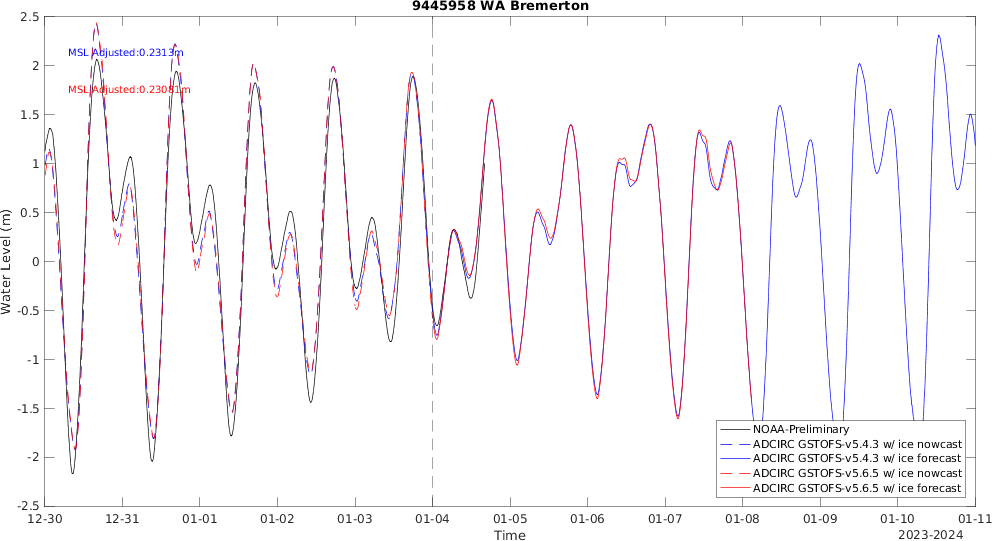 9445958 WA Bremerton
2.5
2
1.5
1
0.5
0
-0.5
-1
-1.5
-2
-2.5
Water Level (m)
MSL Adjusted:0.2313m
MSL Adjusted:0.23081m
NOAA-Preliminary
ADCIRC GSTOFS-v5.4.3 w/ ice nowcast
ADCIRC GSTOFS-v5.4.3 w/ ice forecast
ADCIRC GSTOFS-v5.6.5 w/ ice nowcast
ADCIRC GSTOFS-v5.6.5 w/ ice forecast
12-30 12-31 01-01 01-02 01-03 01-04 01-05 01-06 01-07 01-08 01-09 01-10 01-11
Time
2023-2024